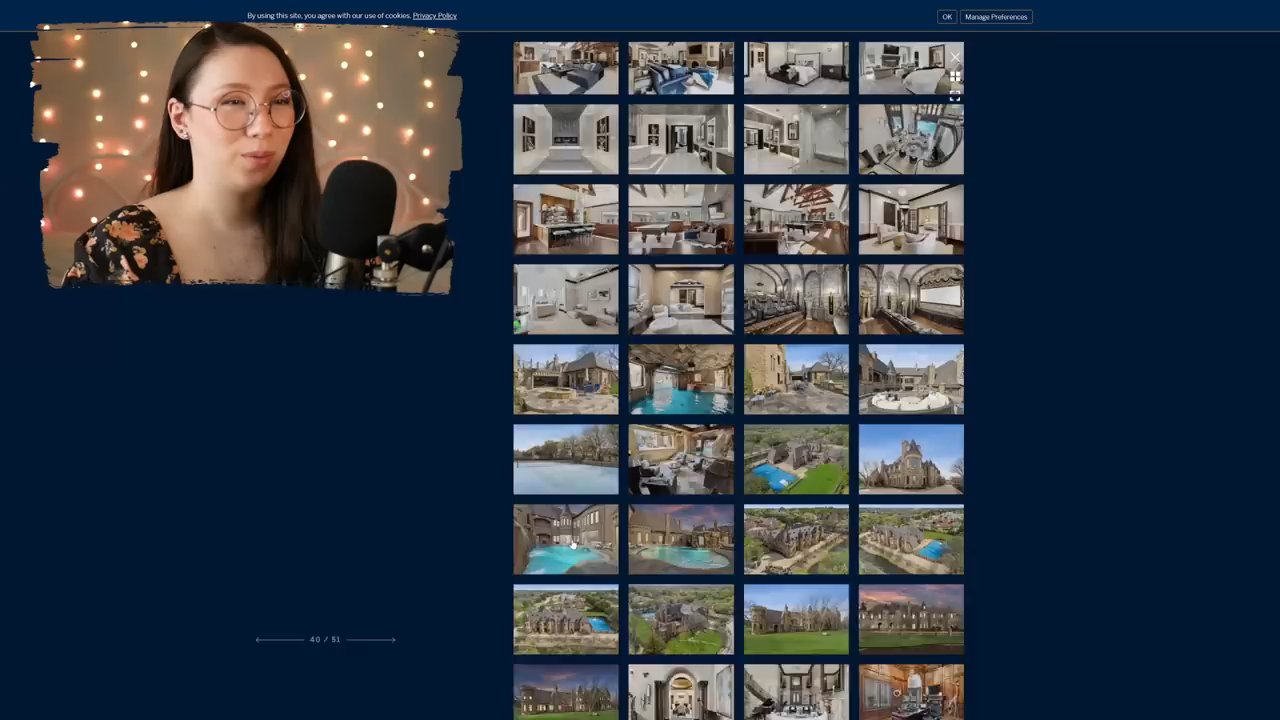 By using this site, you agree with our use of cookies. Privacy Policy
OK
Manage Preferences
40 / 51